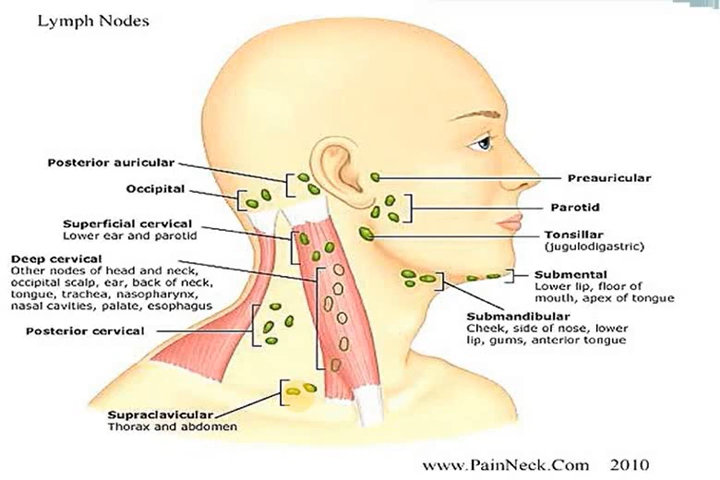 Lymph Nodes
Posterior auricular
Occipital
Superficial cervical
Lower ear and parotid
Deep cervical
Other nodes of head and neck,
occipital scalp, ear, back of neck,
tongue, trachea, nasopharynx,
nasal cavities, palate, esophagus
Posterior cervical
Supraclavicular
Thorax and abdomen
Preauricular
Parotid
Tonsillar
(jugulodigastric)
Submental
Lower lip, floor of
mouth, apex of tongue
Submandibular
Cheek, side of nose, lower
lip, gums, anterior tongue
www.PainNeck.Com 2010